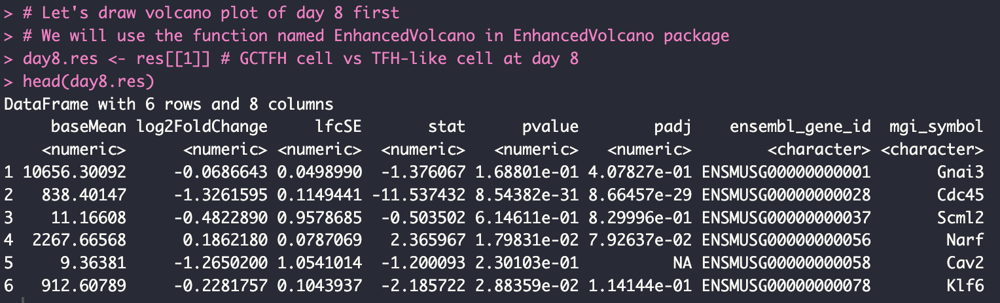 > # Let's draw volcano plot of day 8 first
> # We will use the function named EnhancedVolcano in EnhancedVolcano package
> day8.res <- res[[1]] # GCTFH cell vs TFH-like cell at day 8
> head(day8.res)
DataFrame with 6 rows and 8 columns
     baseMean log2FoldChange     lfcSE       stat      pvalue        padj    ensembl_gene_id  mgi_symbol
    <numeric>      <numeric> <numeric>  <numeric>   <numeric>   <numeric>        <character> <character>
1 10656.30092     -0.0686643 0.0498990  -1.376067 1.68801e-01 4.07827e-01 ENSMUSG00000000001       Gnai3
2   838.40147     -1.3261595 0.1149441 -11.537432 8.54382e-31 8.66457e-29 ENSMUSG00000000028       Cdc45
3    11.16608     -0.4822890 0.9578685  -0.503502 6.14611e-01 8.29996e-01 ENSMUSG00000000037       Scml2
4  2267.66568      0.1862180 0.0787069   2.365967 1.79831e-02 7.92637e-02 ENSMUSG00000000056        Narf
5     9.36381     -1.2650200 1.0541014  -1.200093 2.30103e-01          NA ENSMUSG00000000058        Cav2
6   912.60789     -0.2281757 0.1043937  -2.185722 2.88359e-02 1.14144e-01 ENSMUSG00000000078        Klf6